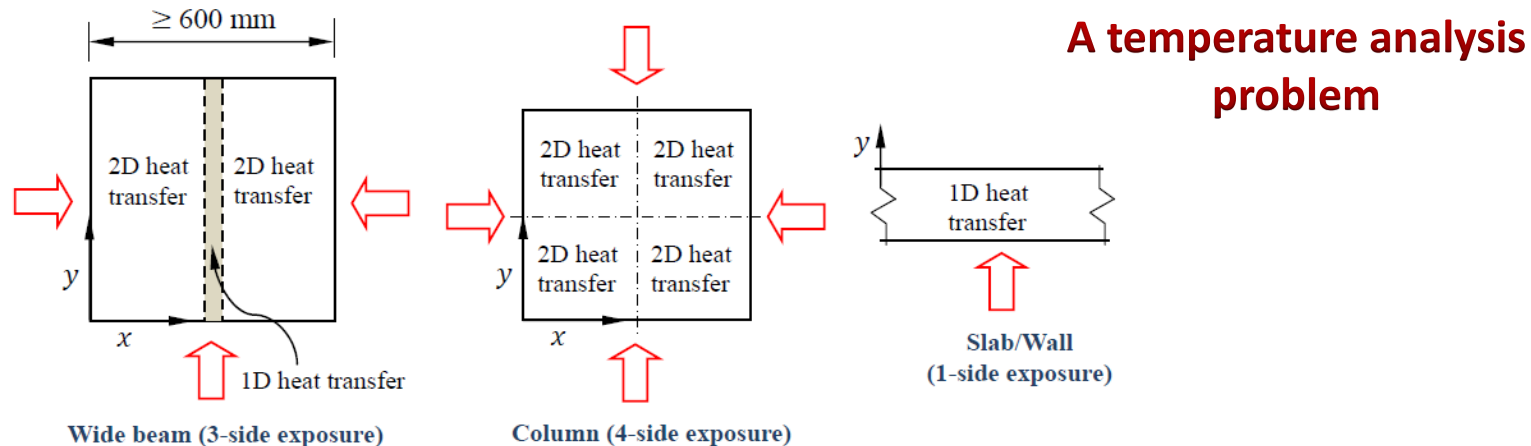 ≥ 600 mm
2D heat
transfer
2D heat
transfer
y
x
1D heat transfer
Wide beam (3-side exposure)
2D heat
transfer
2D heat
transfer
2D heat
transfer
2D heat
transfer
y
x
Column (4-side exposure)
A temperature analysis
problem
y
1D heat
transfer
Slab/Wall
(1-side exposure)